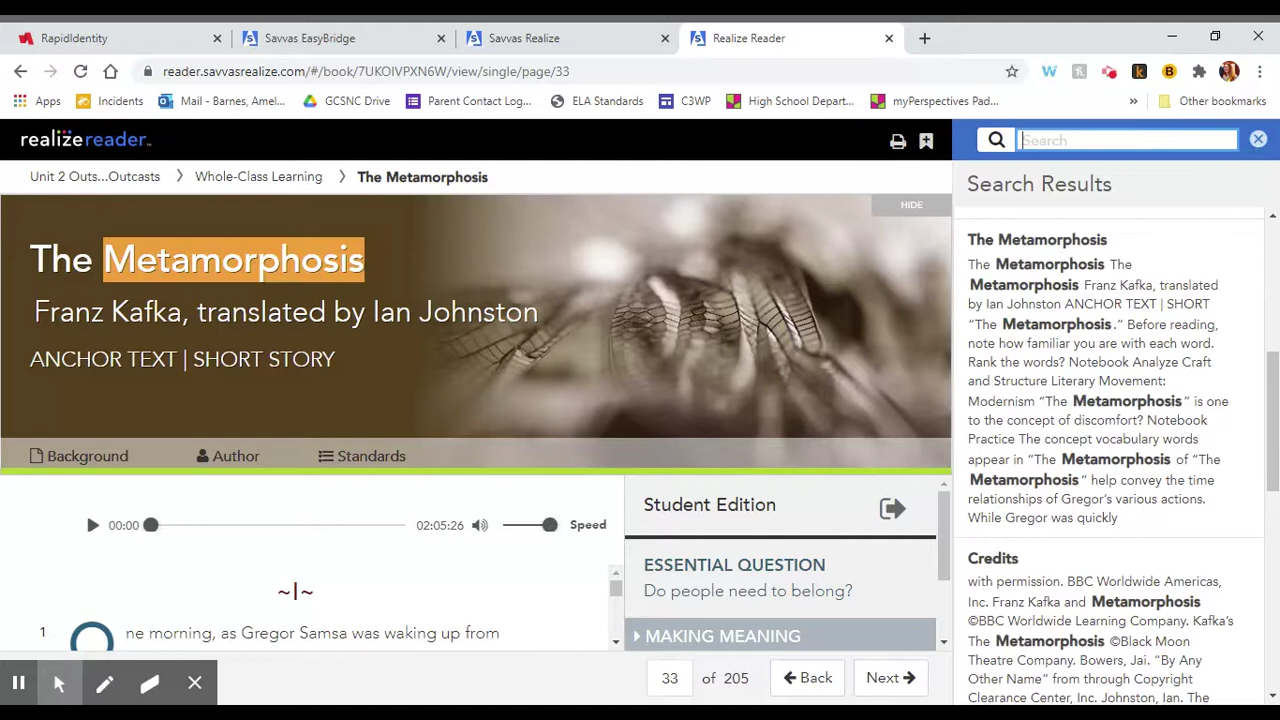 RapidIdentity
Savvas EasyBridge
Savvas Realize
Realize Reader
reader.savvasrealize.com/#/book/7UKOIVPXN6W/view/single/page/33
Apps
Incidents
Mail - Barnes, Amel...
GCSNC Drive
Parent Contact Log...
ELA Standards
C3WP
High School Depart...
myPerspectives Pad...
Other bookmarks
realizereader
Search
Unit 2 Outs...Outcasts
Whole-Class Learning
The Metamorphosis
HIDE
The Metamorphosis
Franz Kafka, translated by Ian Johnston
ANCHOR TEXT | SHORT STORY
Background
Author
Standards
00:00
02:05:26
Speed
~I~
1 One morning, as Gregor Samsa was waking up from
Student Edition
ESSENTIAL QUESTION
Do people need to belong?
MAKING MEANING
33 of 205
Back
Next
Search Results
The Metamorphosis
The Metamorphosis The
Metamorphosis Franz Kafka, translated
by Ian Johnston ANCHOR TEXT | SHORT
"The Metamorphosis." Before reading,
note how familiar you are with each word.
Rank the words? Notebook Analyze Craft
and Structure Literary Movement:
Modernism "The Metamorphosis" is one
to the concept of discomfort? Notebook
Practice The concept vocabulary words
appear in "The Metamorphosis of "The
Metamorphosis" help convey the time
relationships of Gregor's various actions.
While Gregor was quickly
Credits
with permission. BBC Worldwide Americas,
Inc. Franz Kafka and Metamorphosis
©BBC Worldwide Learning Company. Kafka's
The Metamorphosis ©Black Moon
Theatre Company. Bowers, Jai. "By Any
Other Name" from through Copyright
Clearance Center, Inc. Johnston, Ian. The